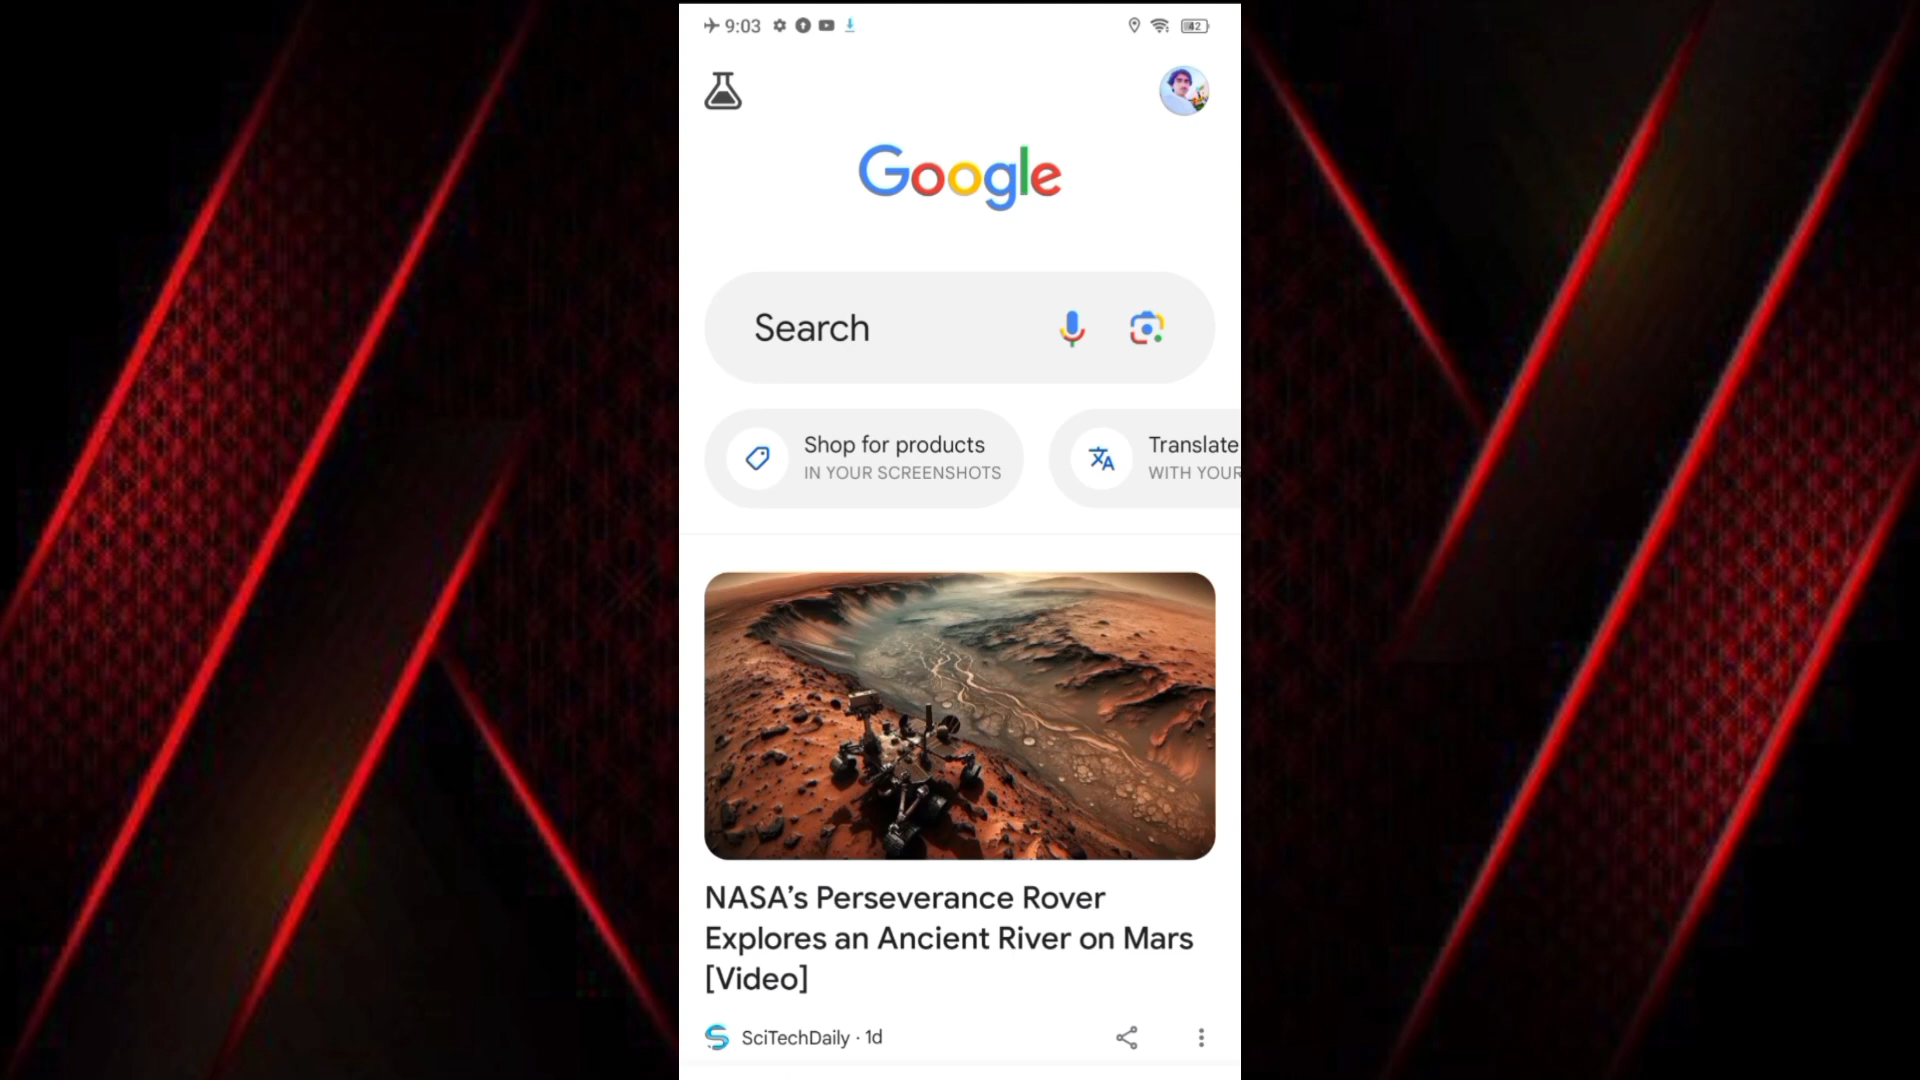 9:03
42
Google
Search
Shop for products
IN YOUR SCREENSHOTS
Translate
WITH YOUR
NASA’s Perseverance Rover
Explores an Ancient River on Mars
[Video]
SciTechDaily · 1d